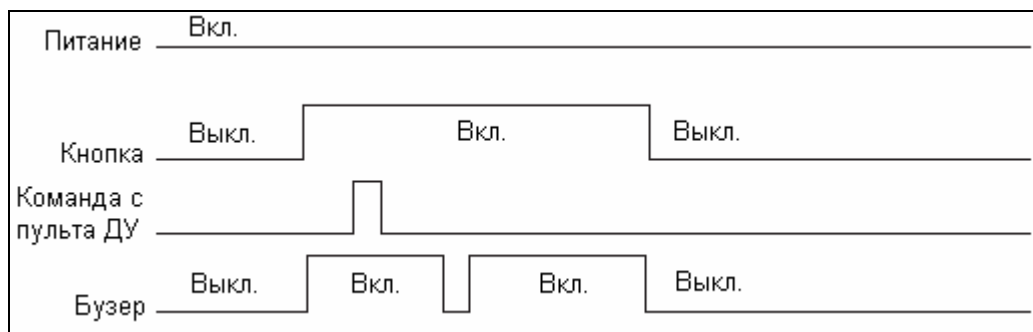 Питание
Вкл.
Кнопка
Выкл.
Вкл.
Выкл.
Команда с
пульта ДУ
Бузер
Выкл.
Вкл.
Вкл.
Выкл.